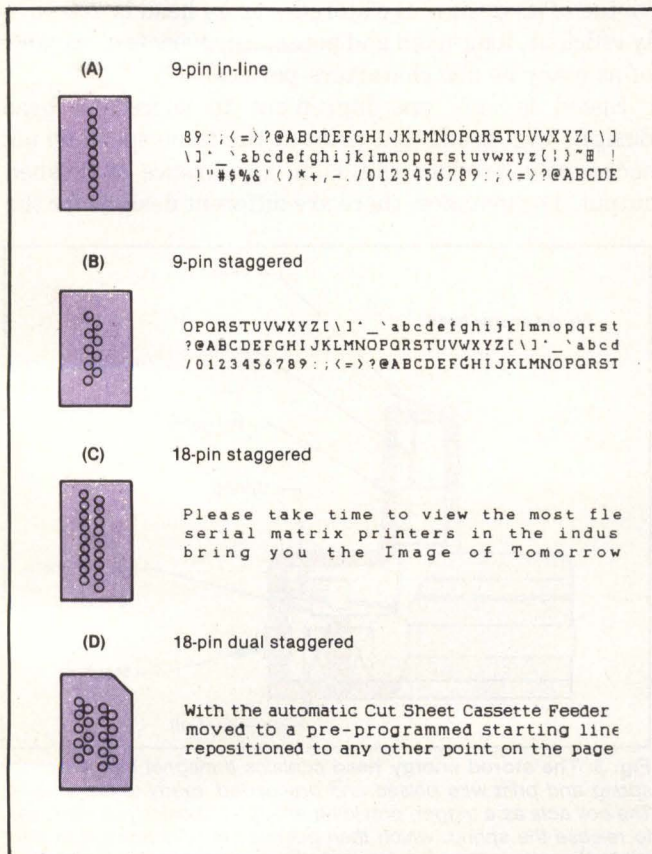 (A) 9-pin in-line
89:;<=>?@ABCDEFGHIJKLMNOPQRSTUVWXYZ[\]
\]^_`abcdefghijklmnopqrstuvwxyz{¦}~⊞ !
!"#$%&'()*+,-./0123456789:;<=>?@ABCDE
(B) 9-pin staggered
OPQRSTUVWXYZ[\]^_`abcdefghijklmnopqrst
?@ABCDEFGHIJKLMNOPQRSTUVWXYZ[\]^_`abcd
/0123456789:;<=>?@ABCDEFGHIJKLMNOPQRST
(C) 18-pin staggered
Please take time to view the most fle
serial matrix printers in the indus
bring you the Image of Tomorrow
(D) 18-pin dual staggered
With the automatic Cut Sheet Cassette Feeder
moved to a pre-programmed starting line
repositioned to any other point on the page